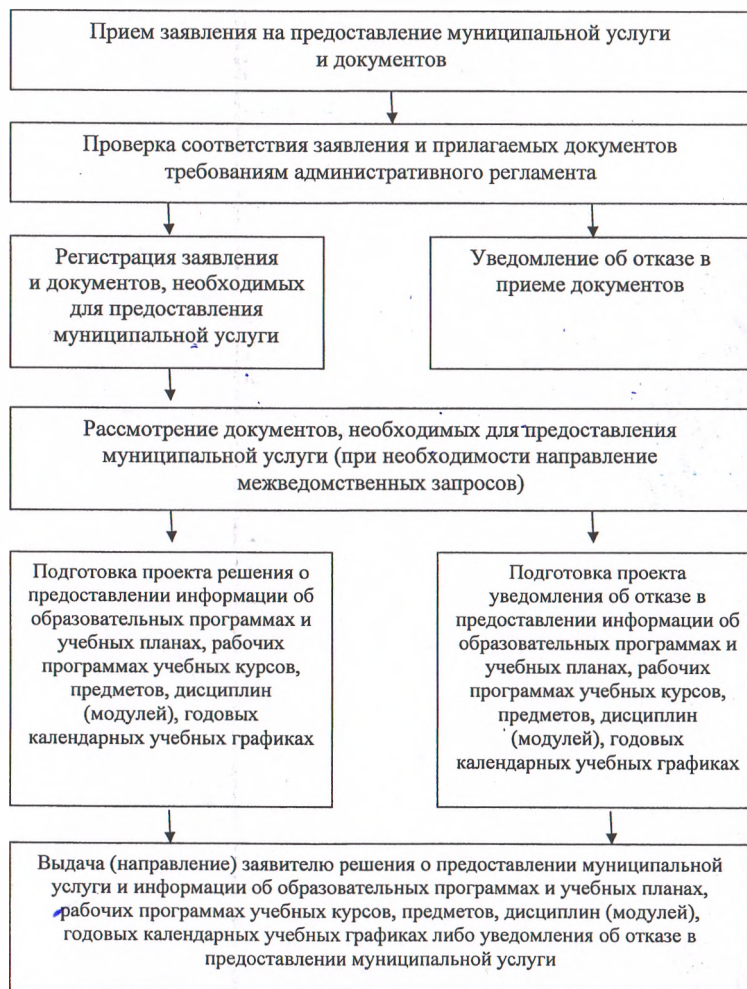 Прием заявления на предоставление муниципальной услуги
и документов
Проверка соответствия заявления и прилагаемых документов
требованиям административного регламента
Регистрация заявления
и документов, необходимых
для предоставления
муниципальной услуги
Уведомление об отказе в
приеме документов
Рассмотрение документов, необходимых для предоставления
муниципальной услуги (при необходимости направление
межведомственных запросов)
Подготовка проекта решения о
предоставлении информации об
образовательных программах и
учебных планах, рабочих
программах учебных курсов,
предметов, дисциплин
(модулей), годовых
календарных учебных графиках
Подготовка проекта
уведомления об отказе в
предоставлении информации об
образовательных программах и
учебных планах, рабочих
программах учебных курсов,
предметов, дисциплин
(модулей), годовых
календарных учебных графиках
Выдача (направление) заявителю решения о предоставлении муниципальной
услуги и информации об образовательных программах и учебных планах,
рабочих программах учебных курсов, предметов, дисциплин (модулей),
годовых календарных учебных графиках либо уведомления об отказе в
предоставлении муниципальной услуги